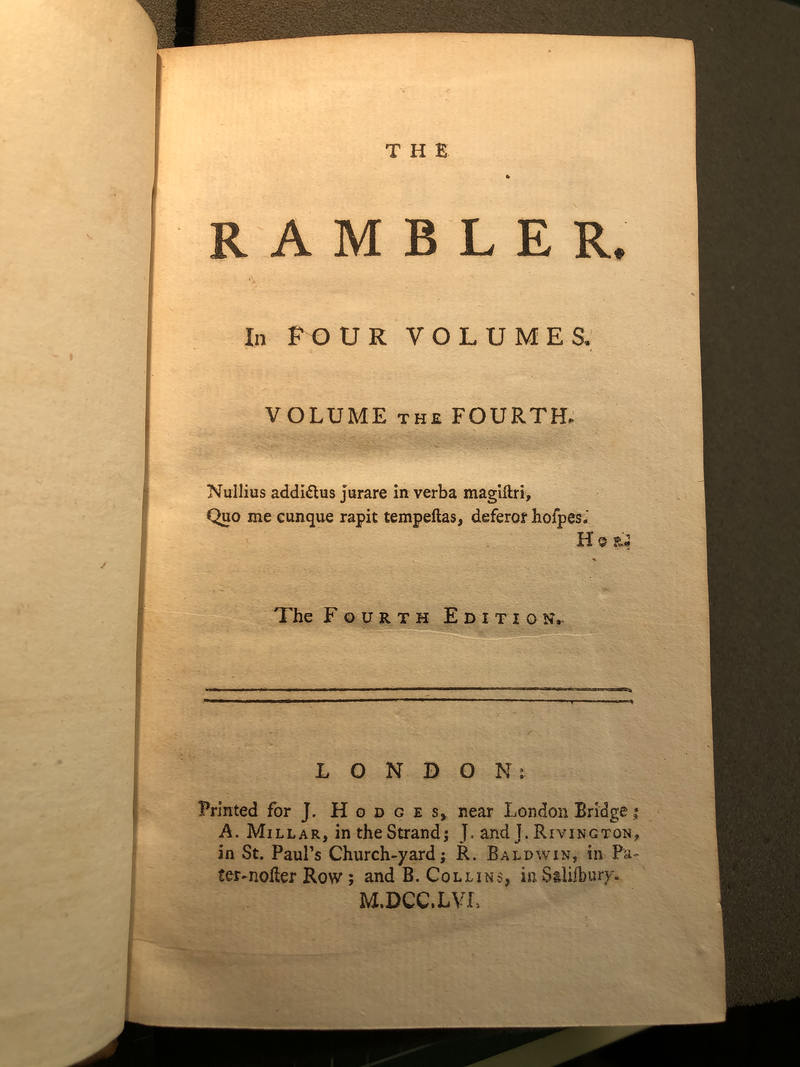 THE
RAMBLER.
In FOUR VOLUMES.
VOLUME THE FOURTH.
Nullius addictus jurare in verba magiſtri,
Quo me cunque rapit tempeſtas, deferor hoſpes.
HOR.
The FOURTH EDITION.
LONDON:
Printed for J. HODGES, near London Bridge;
A. MILLAR, in the Strand; J. and J. RIVINGTON,
in St. Paul's Church-yard; R. BALDWIN, in Pa-
ter-noſter Row; and B. COLLINS, in Saliſbury.
M.DCC.LVI.